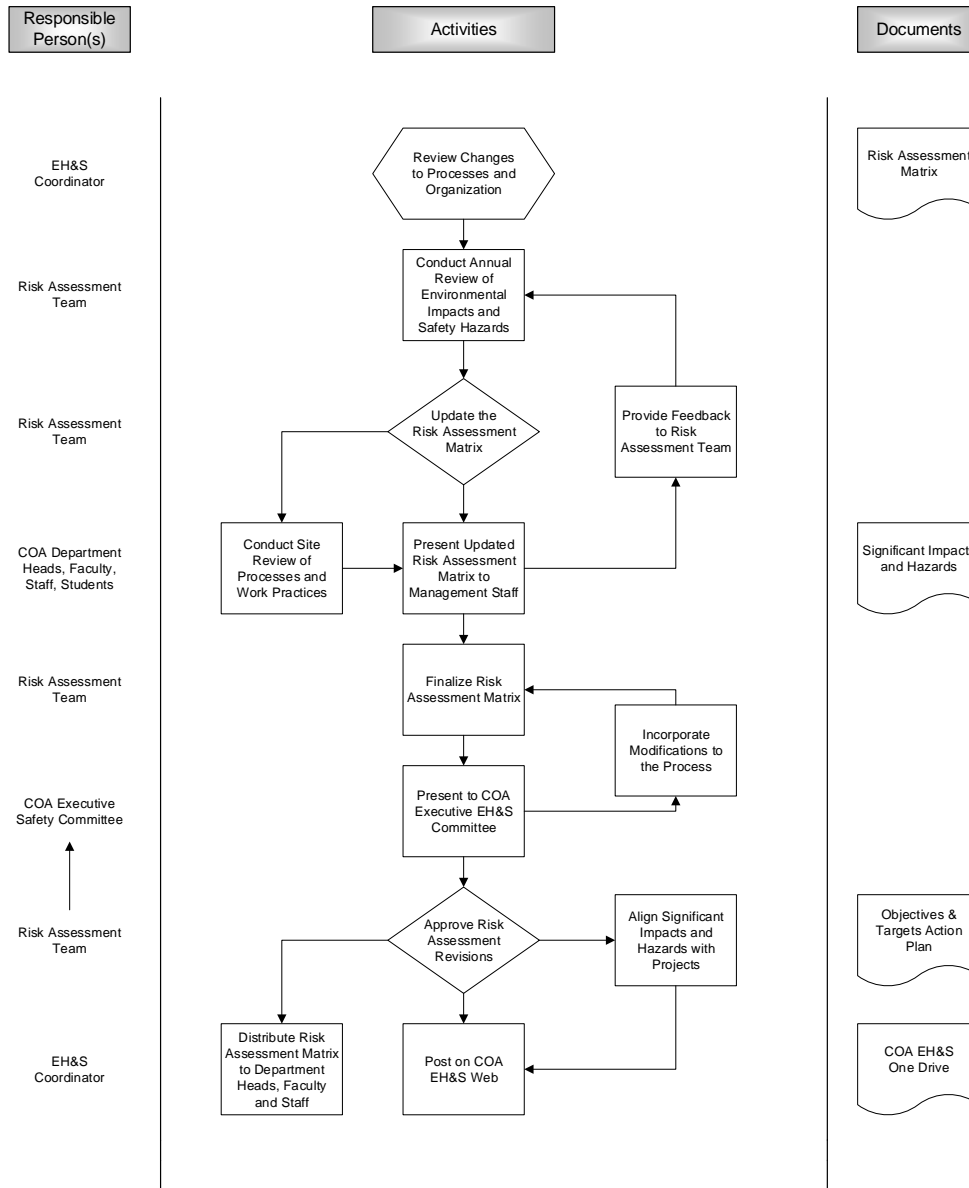 Responsible
Person(s)
Activities
Documents
EH&S
Coordinator
Review Changes
to Processes and
Organization
Risk Assessment
Matrix
Risk Assessment
Team
Conduct Annual
Review of
Environmental
Impacts and
Safety Hazards
Risk Assessment
Team
Update the
Risk Assessment
Matrix
Provide Feedback
to Risk
Assessment Team
COA Department
Heads, Faculty,
Staff, Students
Conduct Site
Review of
Processes and
Work Practices
Present Updated
Risk Assessment
Matrix to
Management Staff
Significant Impact
and Hazards
Risk Assessment
Team
Finalize Risk
Assessment Matrix
Incorporate
Modifications to
the Process
COA Executive
Safety Committee
Present to COA
Executive EH&S
Committee
Risk Assessment
Team
Approve Risk
Assessment
Revisions
Align Significant
Impacts and
Hazards with
Projects
Objectives &
Targets Action
Plan
EH&S
Coordinator
Distribute Risk
Assessment Matrix
to Department
Heads, Faculty
and Staff
Post on COA
EH&S Web
COA EH&S
One Drive